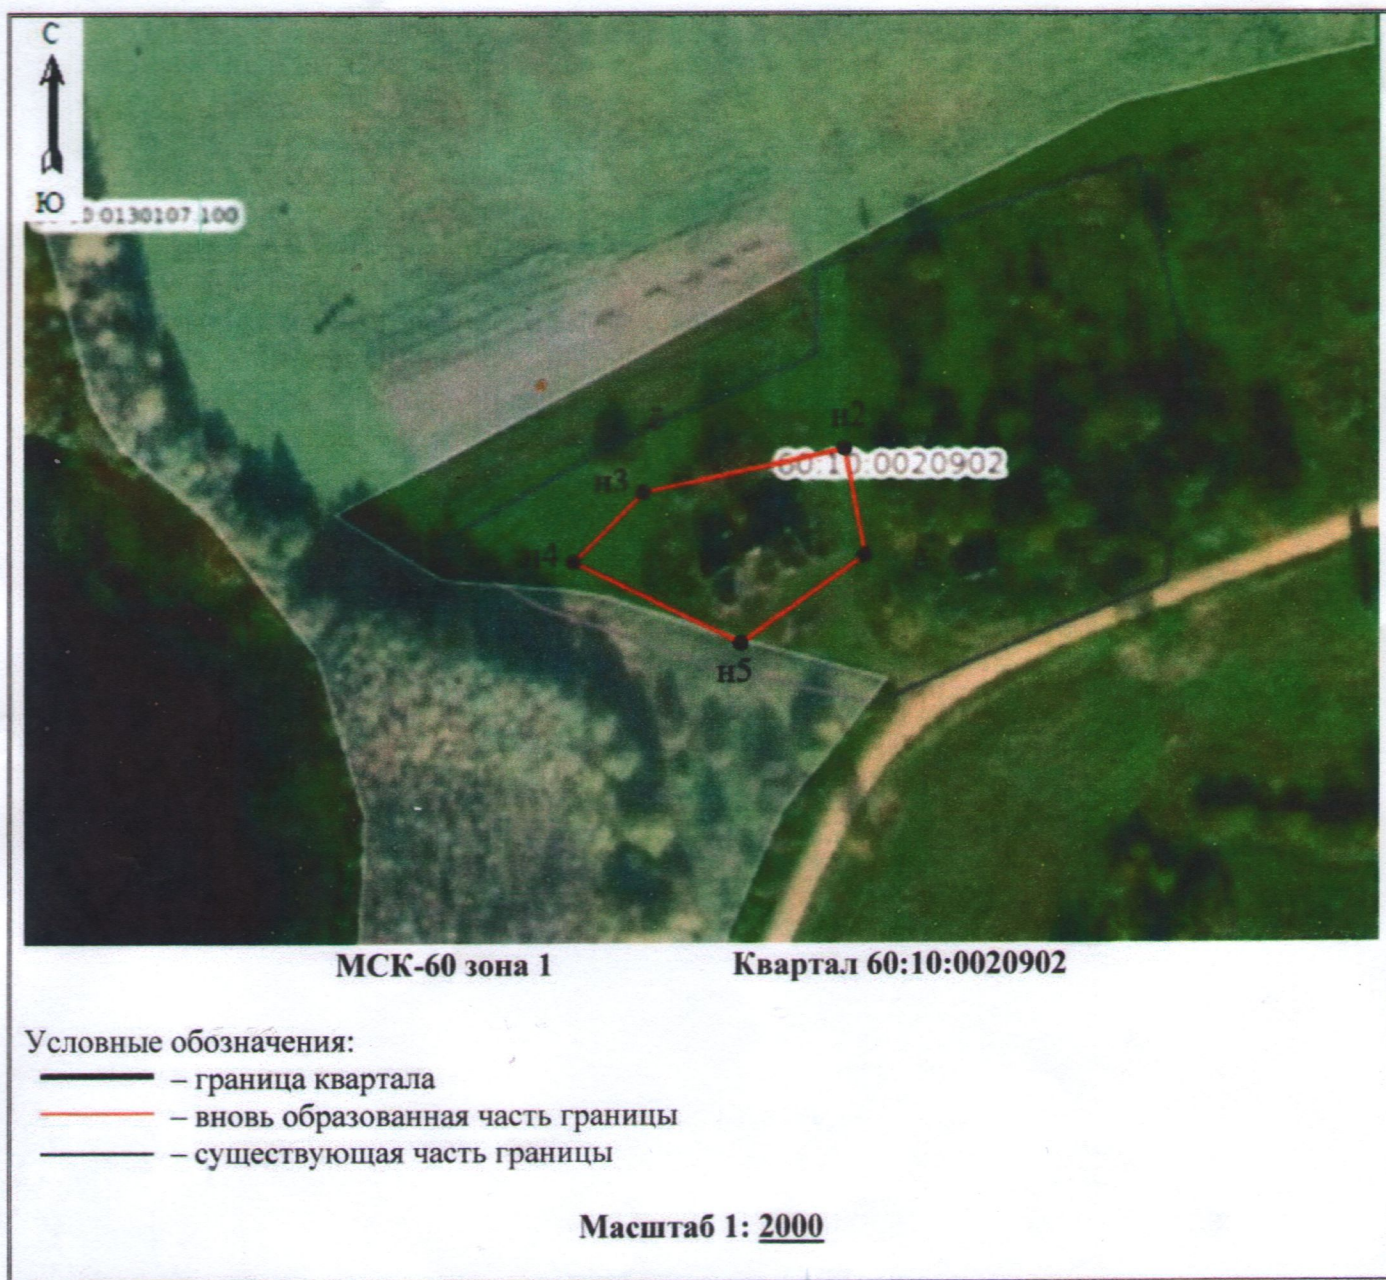 С
Ю
0130107 100
н2
60:10:0020902
н3
н4
н5
МСК-60 зона 1
Квартал 60:10:0020902
Условные обозначения:
– граница квартала
– вновь образованная часть границы
– существующая часть границы
Масштаб 1: 2000